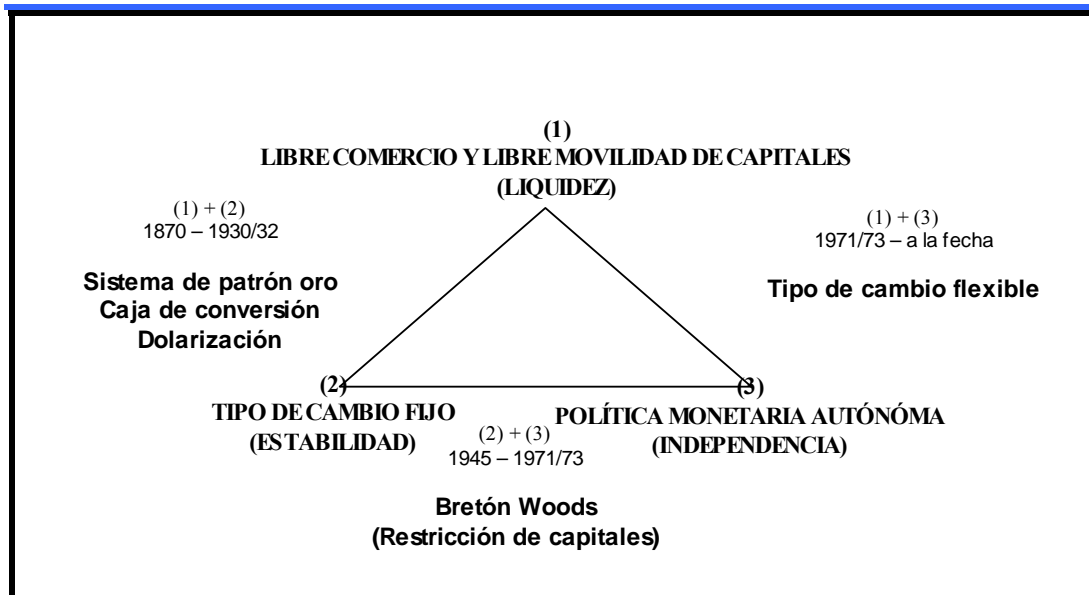 (1)
LIBRE COMERCIO Y LIBRE MOVILIDAD DE CAPITALES
(LIQUIDEZ)
(1) + (2)
1870 – 1930/32
Sistema de patrón oro
Caja de conversión
Dolarización
(1) + (3)
1971/73 – a la fecha
Tipo de cambio flexible
(2)
TIPO DE CAMBIO FIJO
(ESTABILIDAD)
(3)
POLÍTICA MONETARIA AUTÓNÓMA
(INDEPENDENCIA)
(2) + (3)
1945 – 1971/73
Bretón Woods
(Restricción de capitales)